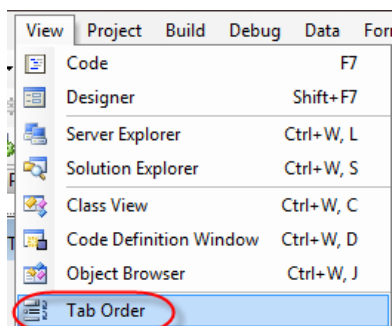 View Project Build Debug Data
Code F7
Designer Shift+F7
Server Explorer Ctrl+W, L
Solution Explorer Ctrl+W, S
Class View Ctrl+W, C
Code Definition Window Ctrl+W, D
Object Browser Ctrl+W, J
Tab Order